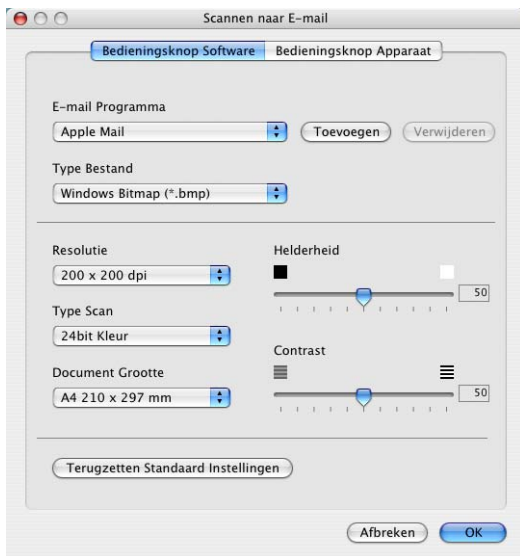 Scannen naar E-mail
Bedieningsknop Software Bedieningsknop Apparaat
E-mail Programma
Apple Mail Toevoegen Verwijderen
Type Bestand
Windows Bitmap (*.bmp)
Resolutie
200 x 200 dpi
Type Scan
24bit Kleur
Document Grootte
A4 210 x 297 mm
Helderheid
50
Contrast
50
Terugzetten Standaard Instellingen
Afbreken OK